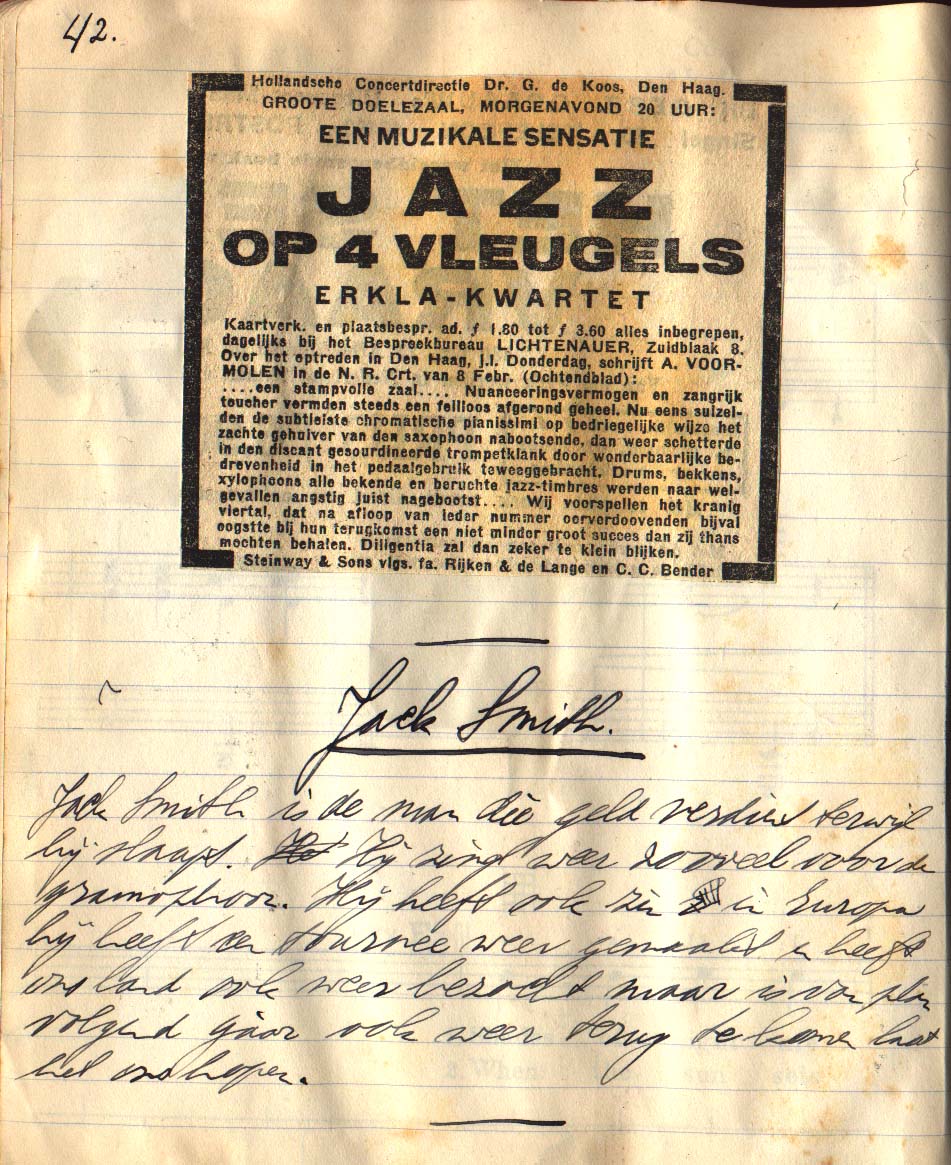 42.
Hollandsche Concertdirectie Dr. G. de Koos, Den Haag.
GROOTE DOELEZAAL, MORGENAVOND 20 UUR:
EEN MUZIKALE SENSATIE
JAZZ
OP 4 VLEUGELS
ERKLA-KWARTET
Kaartverk. en plaatsbespr. ad. ƒ 1.80 tot ƒ 3.60 alles inbegrepen,
dagelijks bij het Bespreekbureau LICHTENAUER, Zuidblaak 8.
Over het optreden in Den Haag, j.l. Donderdag, schrijft A. VOOR-
MOLEN in de N. R. Crt. van 8 Febr. (Ochtendblad):
....een stampvolle zaal.... Nuanceeringsvermogen en zangrijk
toucher vermden steeds een feilloos afgerond geheel. Nu eens suizel-
den de subtielste chromatische pianissimi op bedriegelijke wijze het
zachte gehuiver van den saxophoon nabootsende, dan weer schetterde
in den discant gesourdineerde trompetklank door wonderbaarlijke be-
drevenheid in het pedaalgebruik teweeggebracht. Drums, bekkens,
xylophoons alle bekende en beruchte jazz-timbres werden naar wel-
gevallen angstig juist nagebootst.... Wij voorspellen het kranig
viertal, dat na afloop van ieder nummer oorverdoovenden bijval
oogstte bij hun terugkomst een niet minder groot succes dan zij thans
mochten behalen. Diligentia zal dan zeker te klein blijken.
Steinway & Sons vlgs. fa. Rijken & de Lange en C. C. Bender
Jack Smith.
Jack Smith is de man die geld verdient terwijl
hij slaapt. Hij zingt weer zooveel voor de
gramophoon. Hij heeft ook zin in Europa
hij heeft een tournee weer gemaakt en heeft
ons land ook weer bezocht maar is van plan
volgend jaar ook weer terug te komen laat
het ons hopen.